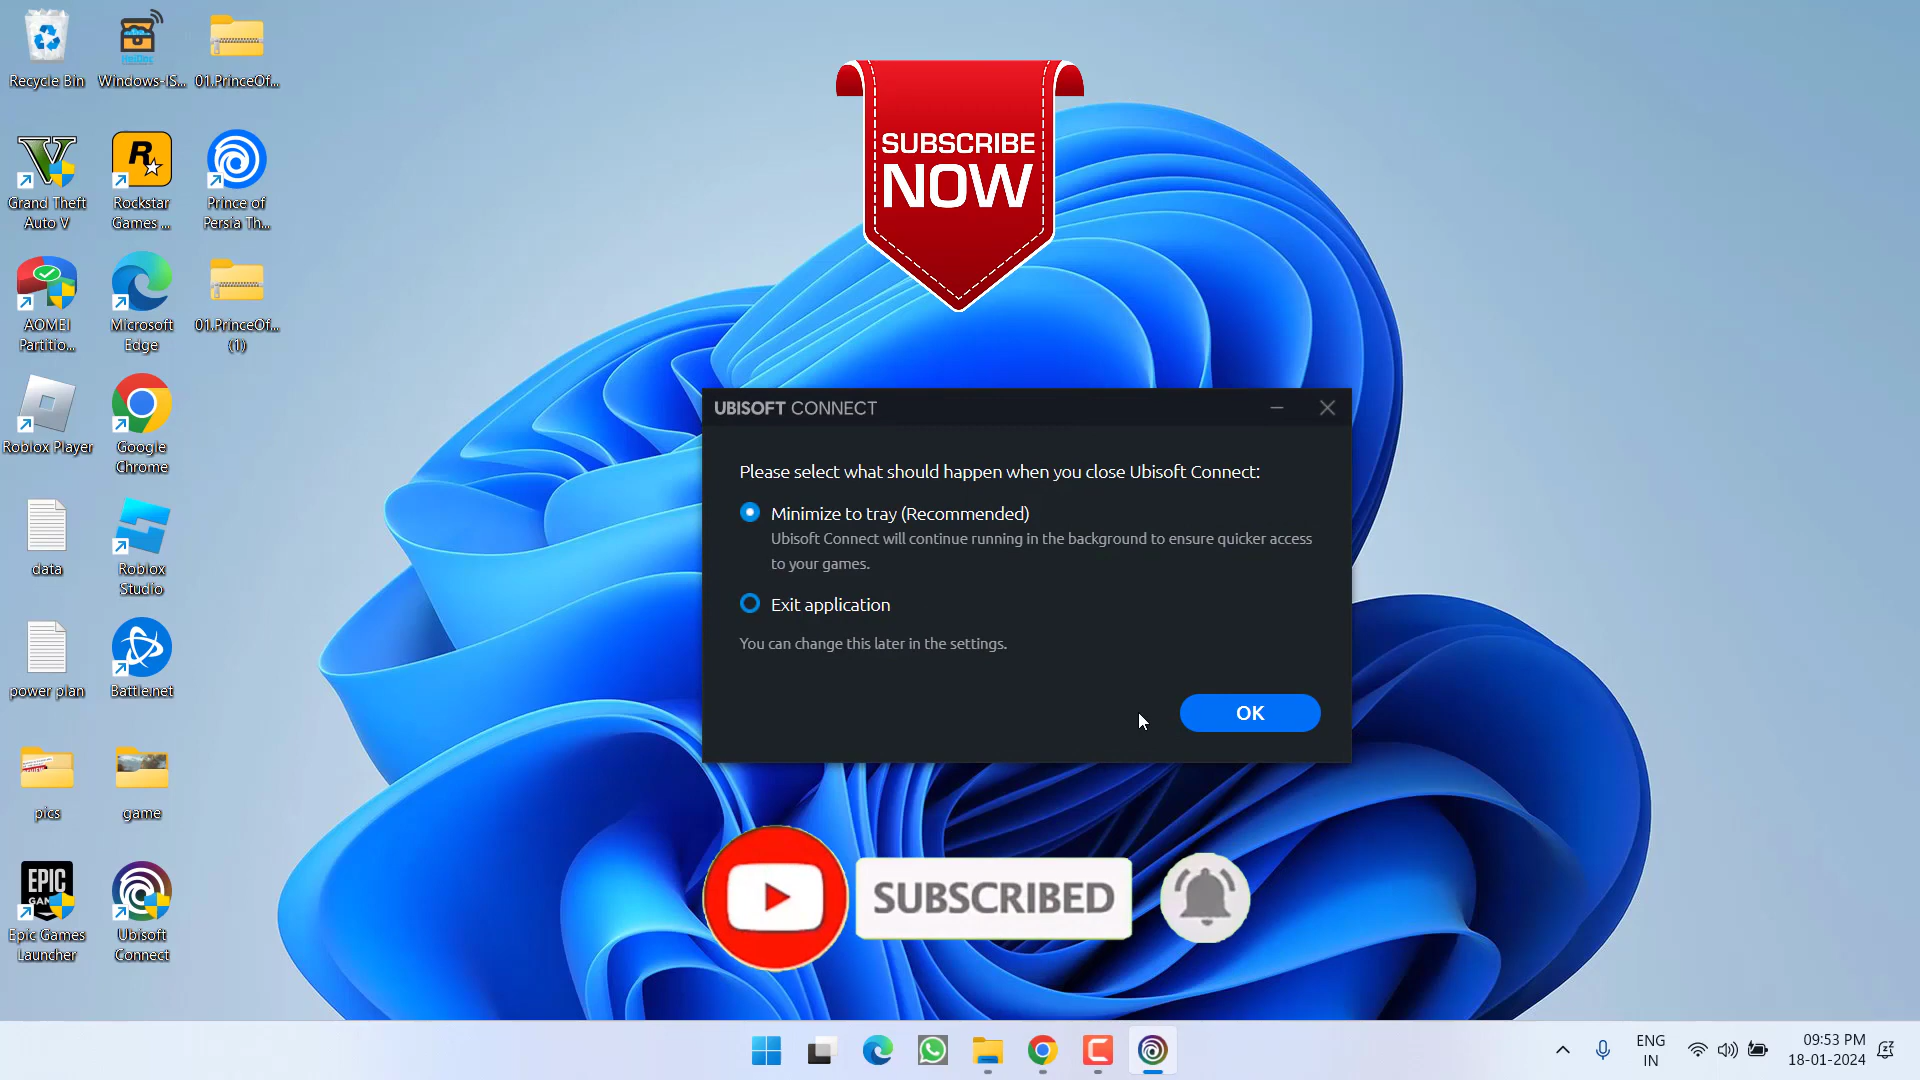 Recycle Bin
Windows-IS...
01.PrinceOf...
Grand Theft
Auto V
Rockstar
Games ...
Prince of
Persia Th...
AOMEI
Partitio...
Microsoft
Edge
01.PrinceOf...
(1)
Roblox Player
Google
Chrome
data
Roblox
Studio
power plan
Battle.net
pics
game
EPIC
Epic Games
Launcher
Ubisoft
Connect
SUBSCRIBE
NOW
UBISOFT CONNECT
Please select what should happen when you close Ubisoft Connect:
Minimize to tray (Recommended)
Ubisoft Connect will continue running in the background to ensure quicker access
to your games.
Exit application
You can change this later in the settings.
OK
SUBSCRIBED
ENG
IN
09:53 PM
18-01-2024